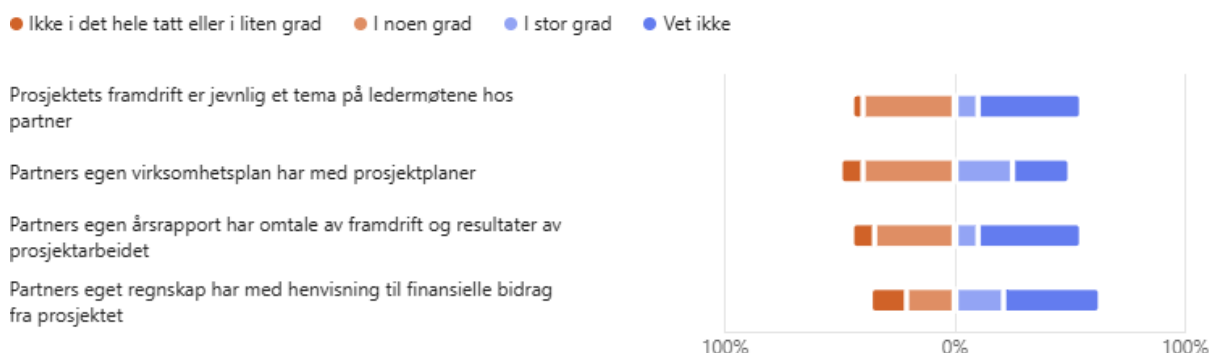 Ikke i det hele tatt eller i liten grad I noen grad I stor grad Vet ikke
Prosjektets framdrift er jevnlig et tema på ledermøtene hos
partner
Partners egen virksomhetsplan har med prosjektplaner
Partners egen årsrapport har omtale av framdrift og resultater av
prosjektarbeidet
Partners eget regnskap har med henvisning til finansielle bidrag
fra prosjektet
100% 0% 100%